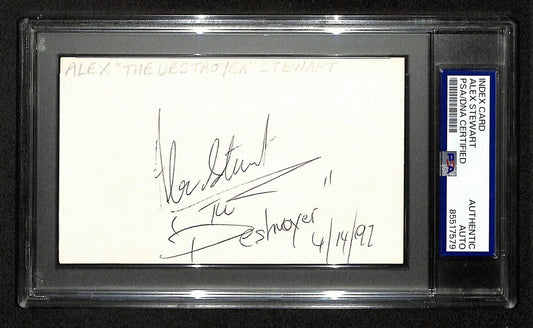 ALEX "THE DESTROYER" STEWART
Alex Stewart
"The
Destroyer"
4/14/97
INDEX CARD
ALEX STEWART
PSA/DNA CERTIFIED
PSA
AUTHENTIC
AUTO
85517579